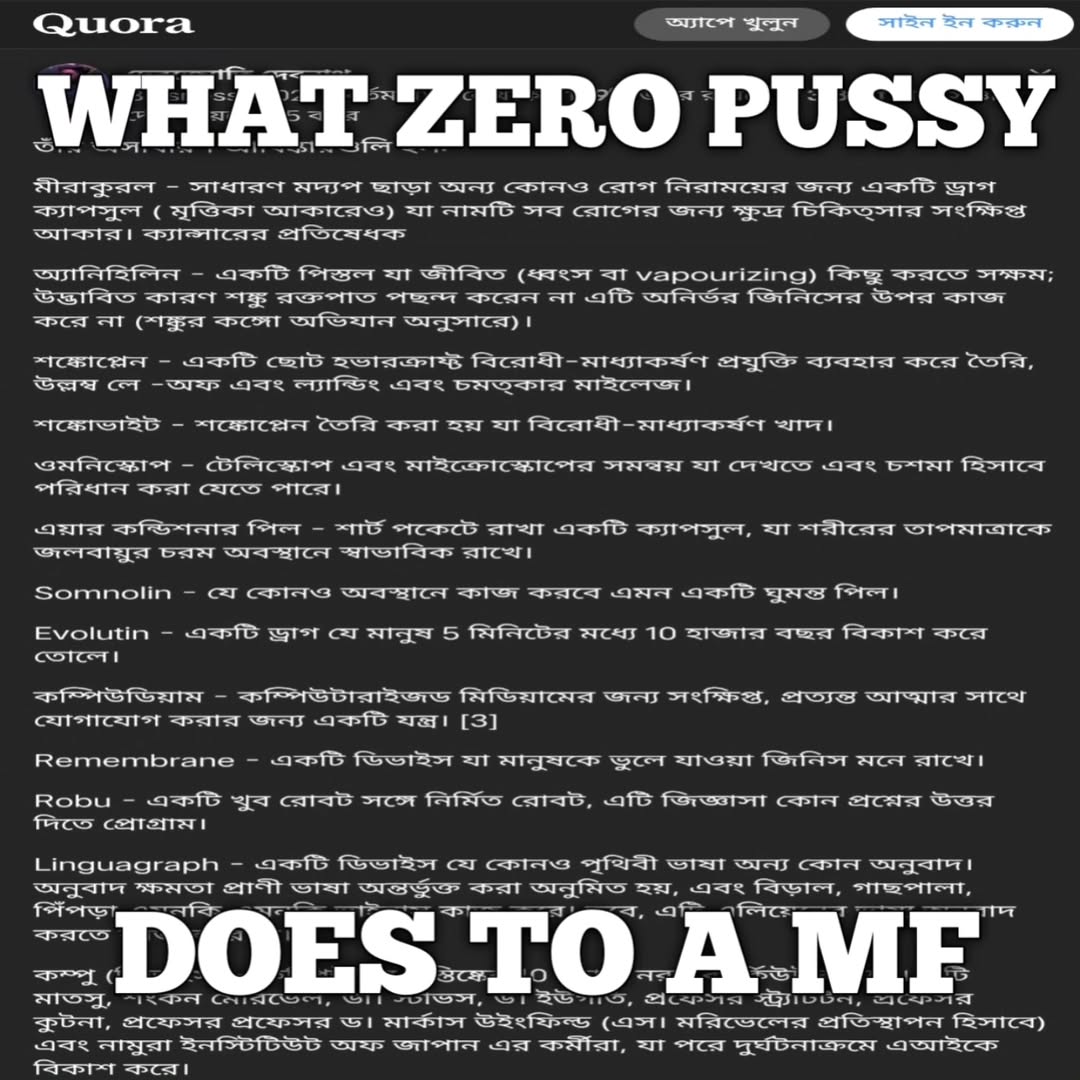 Quora
অ্যাপে খুলুন
সাইন ইন করুন
WHAT ZERO PUSSY
মীরাকুরল – সাধারণ মদ্যপ ছাড়া অন্য কোনও রোগ নিরাময়ের জন্য একটি ড্রাগ
ক্যাপসুল ( মৃত্তিকা আকারেও) যা নামটি সব রোগের জন্য ক্ষুদ্র চিকিত্সার সংক্ষিপ্ত
আকার। ক্যান্সারের প্রতিষেধক
অ্যানিহিলিন – একটি পিস্তল যা জীবিত (ধ্বংস বা vapourizing) কিছু করতে সক্ষম;
উদ্ভাবিত কারণ শঙ্কু রক্তপাত পছন্দ করেন না এটি অনির্ভর জিনিসের উপর কাজ
করে না (শঙ্কুর কঙ্গো অভিযান অনুসারে)।
শঙ্কোপ্লেন – একটি ছোট হভারক্রাফ্ট বিরোধী-মাধ্যাকর্ষণ প্রযুক্তি ব্যবহার করে তৈরি,
উল্লম্ব লে -অফ এবং ল্যান্ডিং এবং চমত্কার মাইলেজ।
শঙ্কোভাইট – শঙ্কোপ্লেন তৈরি করা হয় যা বিরোধী-মাধ্যাকর্ষণ খাদ।
ওমনিস্কোপ – টেলিস্কোপ এবং মাইক্রোস্কোপের সমন্বয় যা দেখতে এবং চশমা হিসাবে
পরিধান করা যেতে পারে।
এয়ার কন্ডিশনার পিল – শার্ট পকেটে রাখা একটি ক্যাপসুল, যা শরীরের তাপমাত্রাকে
জলবায়ুর চরম অবস্থানে স্বাভাবিক রাখে।
Somnolin – যে কোনও অবস্থানে কাজ করবে এমন একটি ঘুমন্ত পিল।
Evolutin – একটি ড্রাগ যে মানুষ 5 মিনিটের মধ্যে 10 হাজার বছর বিকাশ করে
তোলে।
কম্পিউডিয়াম – কম্পিউটারাইজড মিডিয়ামের জন্য সংক্ষিপ্ত, প্রত্যন্ত আত্মার সাথে
যোগাযোগ করার জন্য একটি যন্ত্র। [3]
Remembrane – একটি ডিভাইস যা মানুষকে ভুলে যাওয়া জিনিস মনে রাখে।
Robu – একটি খুব রোবট সঙ্গে নির্মিত রোবট, এটি জিজ্ঞাসা কোন প্রশ্নের উত্তর
দিতে প্রোগ্রাম।
Linguagraph – একটি ডিভাইস যে কোনও পৃথিবী ভাষা অন্য কোন অনুবাদ।
অনুবাদ ক্ষমতা প্রাণী ভাষা অন্তর্ভুক্ত করা অনুমিত হয়, এবং বিড়াল, গাছপালা,
পিঁপড়া
করতে
DOES TO A MF
কম্পু
মাতসু,
কুটনা, প্রফেসর প্রফেসর ড। মার্কাস উইংফিল্ড (এস। মরিভেলের প্রতিস্থাপন হিসাবে)
এবং নামুরা ইনস্টিটিউট অফ জাপান এর কর্মীরা, যা পরে দুর্ঘটনাক্রমে এআইকে
বিকাশ করে।